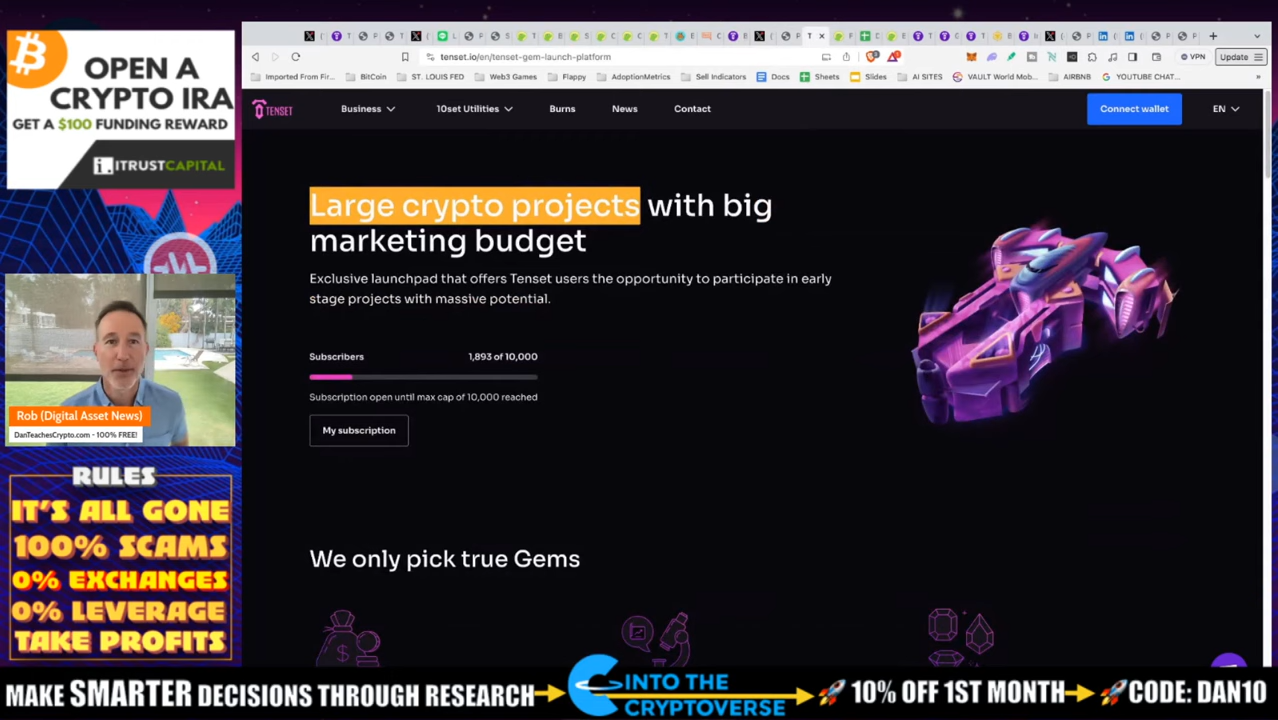 OPEN A
CRYPTO IRA
GET A $100 FUNDING REWARD
i. ITRUSTCAPITAL
Rob (Digital Asset News)
DanTeachesCrypto.com - 100% FREE!
RULES
IT'S ALL GONE
100% SCAMS
0% EXCHANGES
0% LEVERAGE
TAKE PROFITS
tenset.io/en/tenset-gem-launch-platform
VPN
Update
Imported From Fir...
BitCoin
ST. LOUIS FED
Web3 Games
Flappy
AdoptionMetrics
Sell Indicators
Docs
Sheets
Slides
AI SITES
VAULT World Mob...
AIRBNB
YOUTUBE CHAT...
TENSET
Business
10set Utilities
Burns
News
Contact
Connect wallet
EN
Large crypto projects with big
marketing budget
Exclusive launchpad that offers Tenset users the opportunity to participate in early
stage projects with massive potential.
Subscribers 1,893 of 10,000
Subscription open until max cap of 10,000 reached
My subscription
We only pick true Gems
MAKE SMARTER DECISIONS THROUGH RESEARCH
INTO THE
CRYPTOVERSE
10% OFF 1ST MONTH
CODE: DAN10